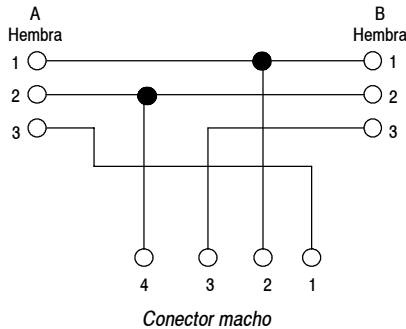 A B
Hembra Hembra
1 1
2 2
3 3
4 3 2 1
Conector macho